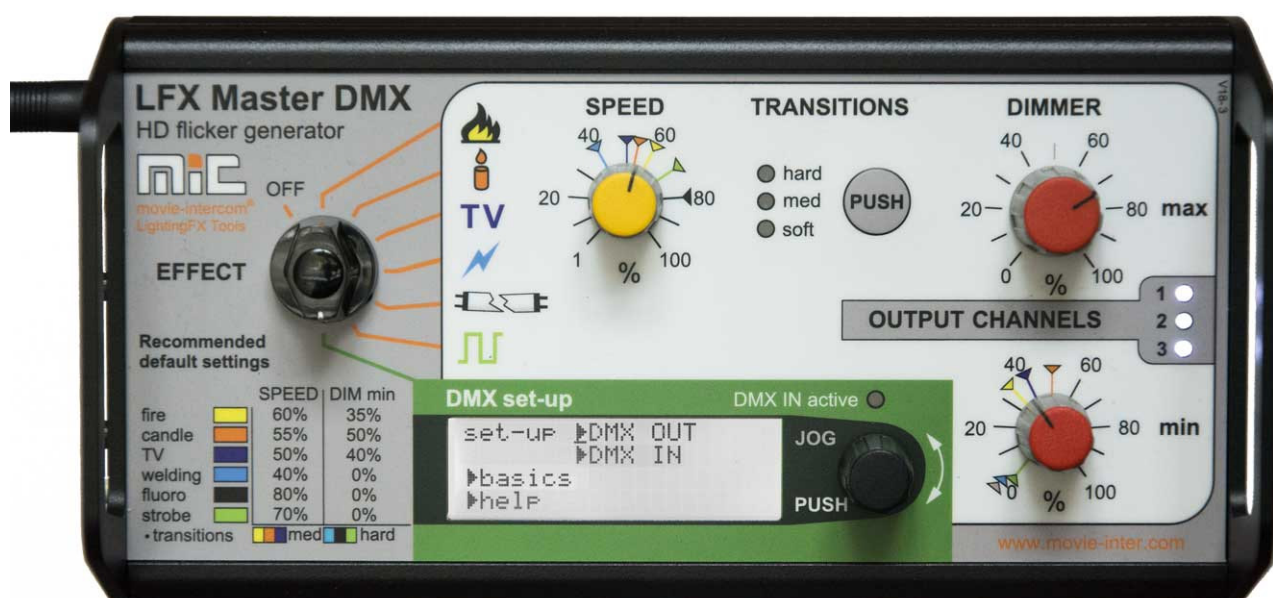 LFX Master DMX
HD flicker generator
mic
movie-intercom®
LightingFX Tools
OFF
EFFECT
TV
SPEED
40 60
20 80
1 100
%
TRANSITIONS
hard
med
soft
PUSH
DIMMER
40 60
20 80 max
0 100
%
V18-3
OUTPUT CHANNELS
1
2
3
40 60
20 80 min
0 100
%
Recommended
default settings
SPEED DIM min
fire 60% 35%
candle 55% 50%
TV 50% 40%
welding 40% 0%
fluoro 80% 0%
strobe 70% 0%
• transitions med hard
DMX set-up
DMX IN active
set-up DMX OUT
DMX IN
basics
help
JOG
PUSH
www.movie-inter.com